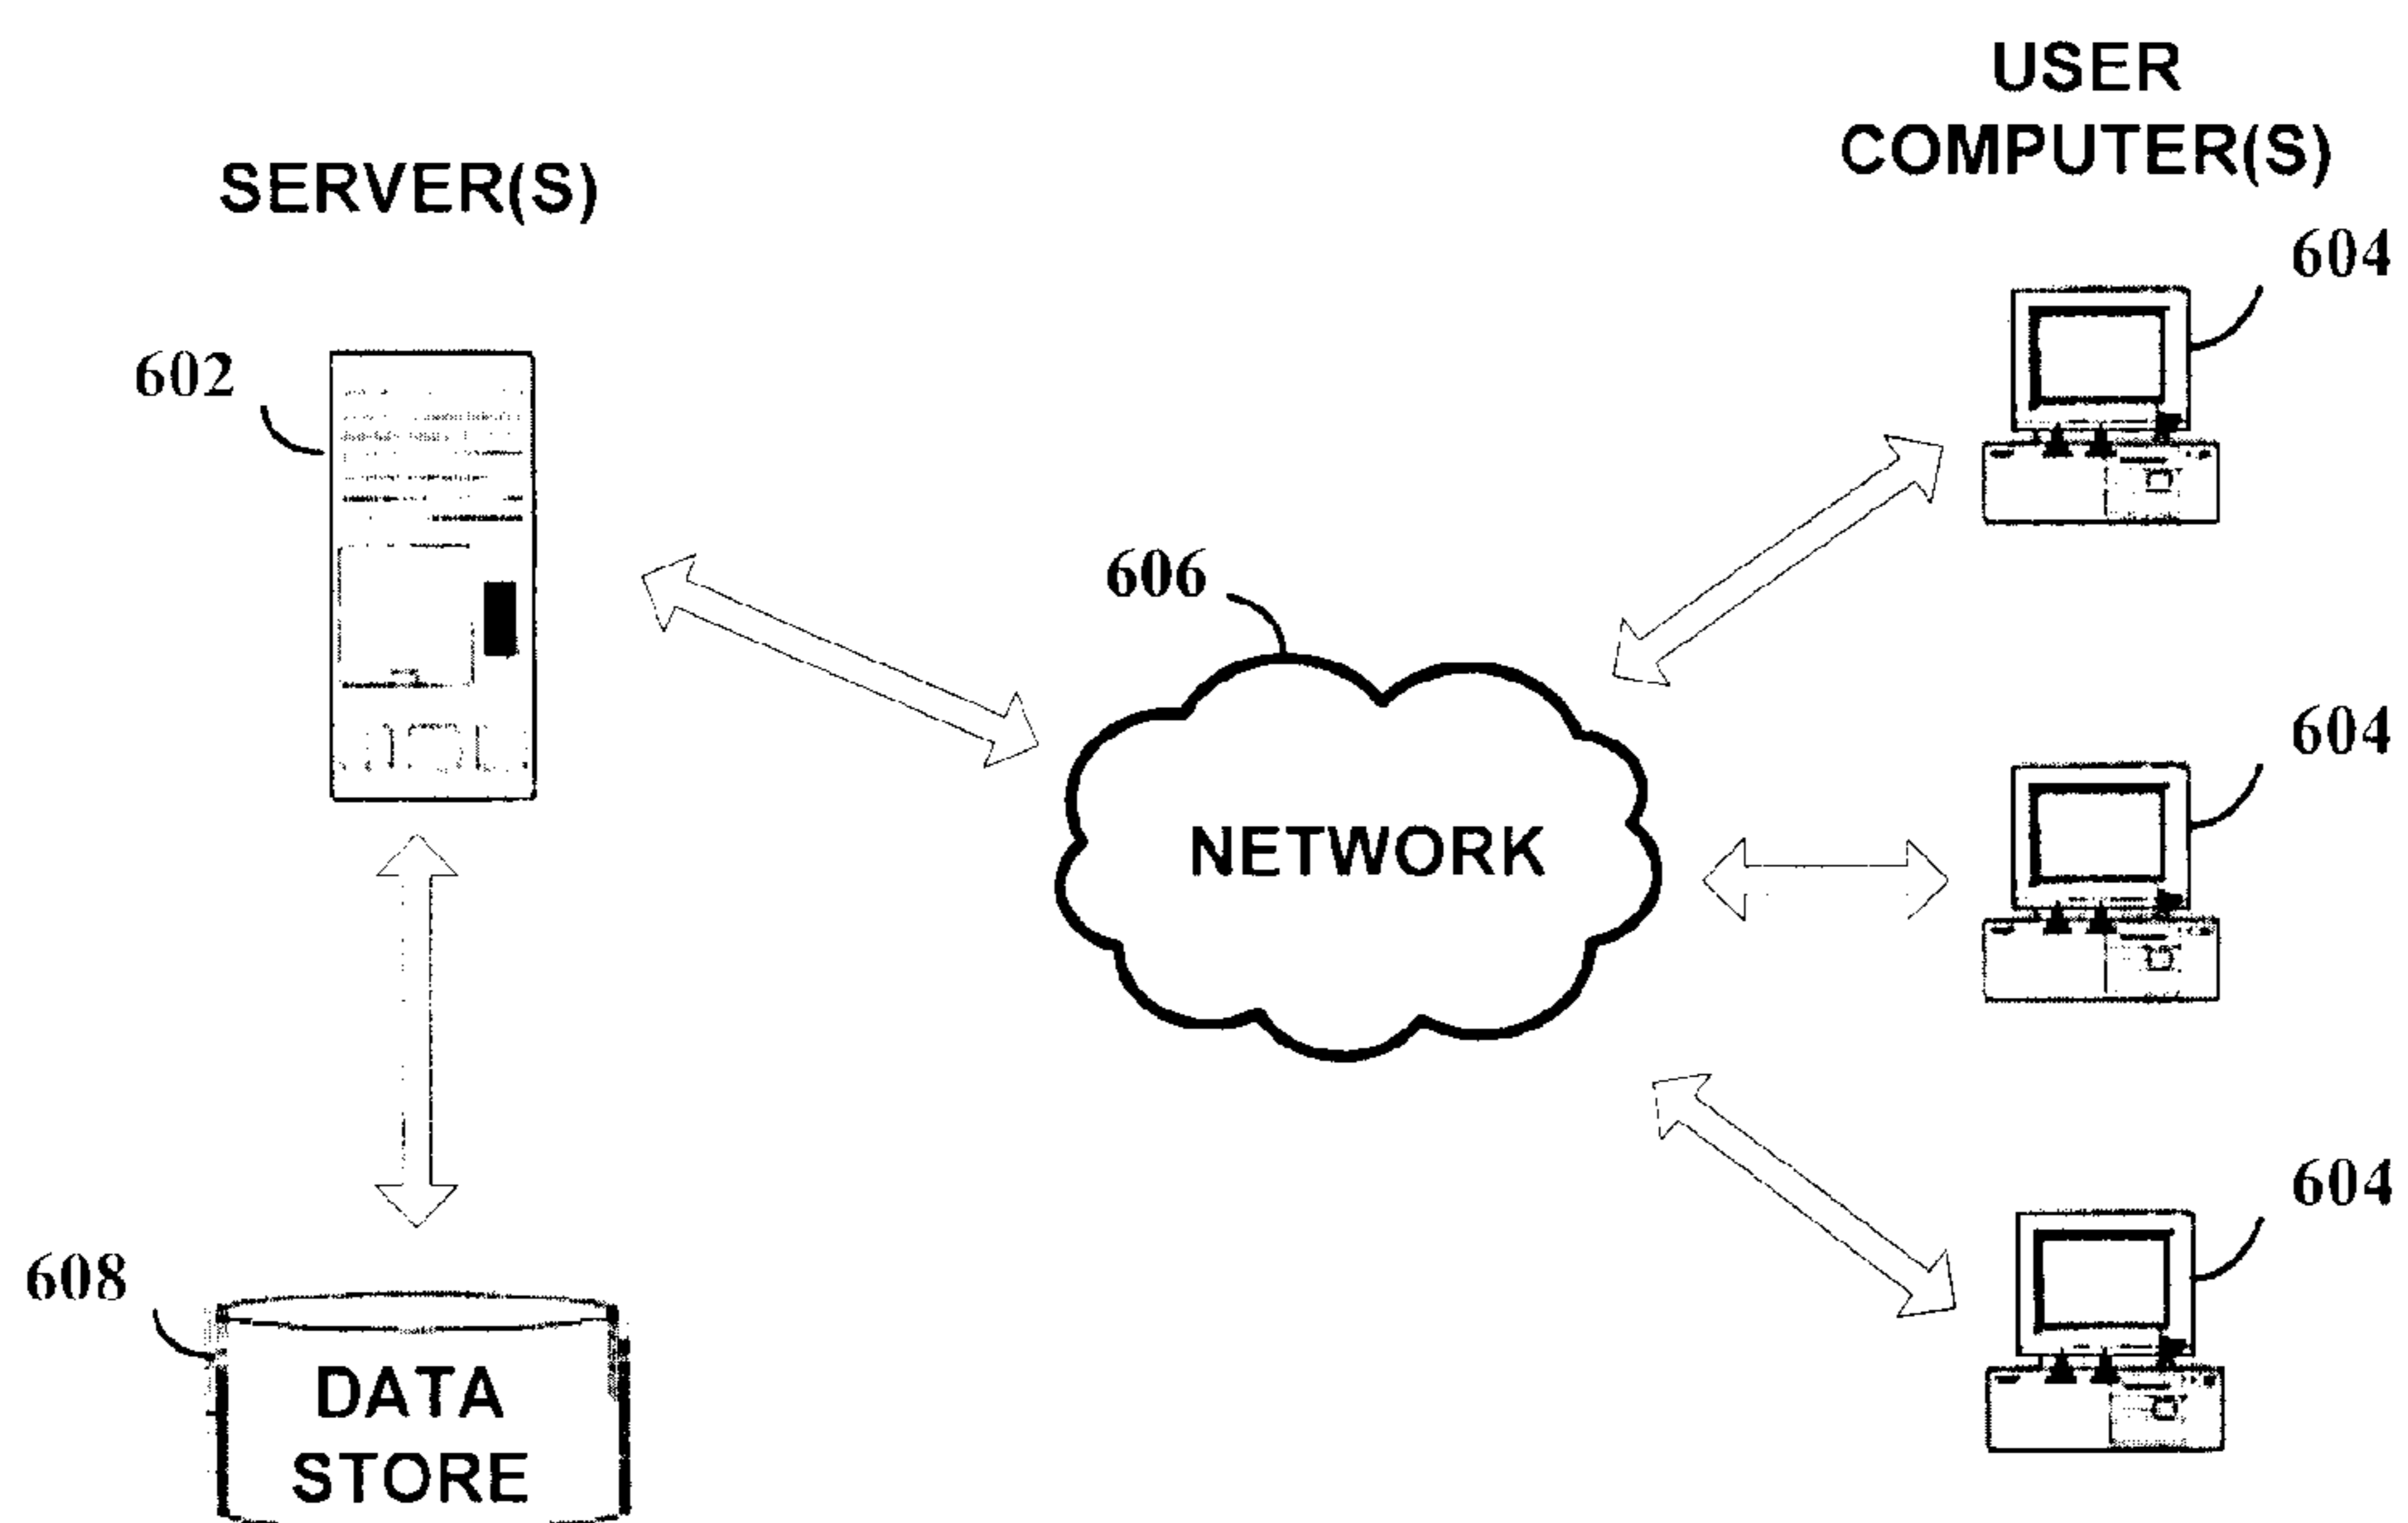 USER
COMPUTER(S)
SERVER(S)
604
602
606
604
NETWORK
604
608
DATA
STORE